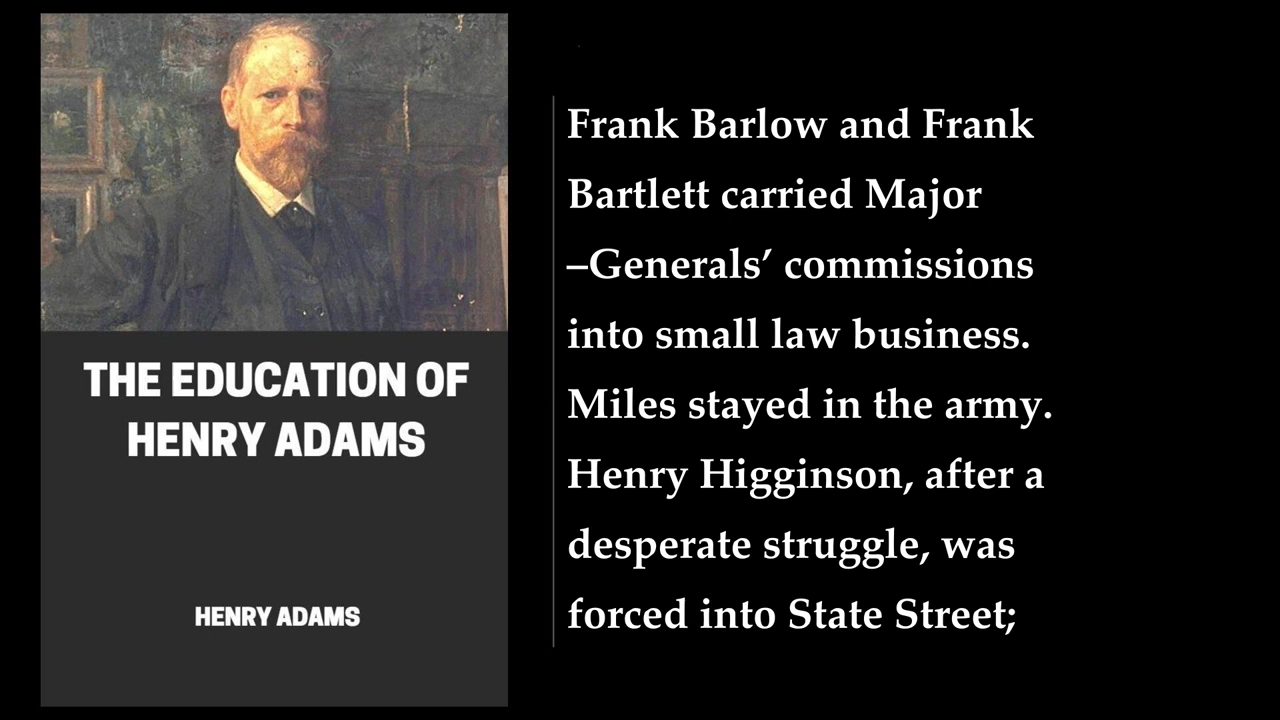 THE EDUCATION OF
HENRY ADAMS
HENRY ADAMS
Frank Barlow and Frank
Bartlett carried Major
–Generals’ commissions
into small law business.
Miles stayed in the army.
Henry Higginson, after a
desperate struggle, was
forced into State Street;